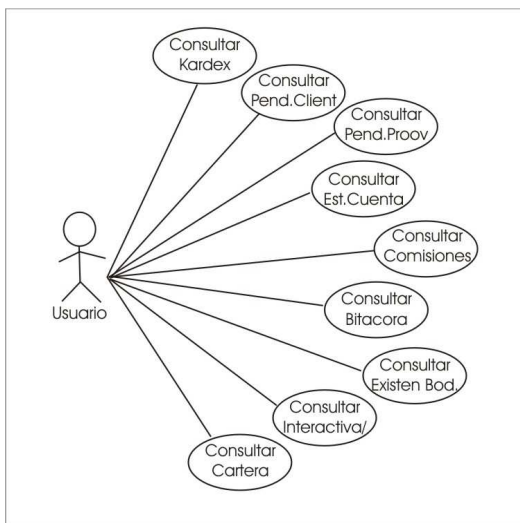 Consultar
Kardex
Consultar
Pend.Client
Consultar
Pend.Proov
Consultar
Est.Cuenta
Consultar
Comisiones
Usuario
Consultar
Bitacora
Consultar
Existen Bod.
Consultar
Interactiva/
Consultar
Cartera